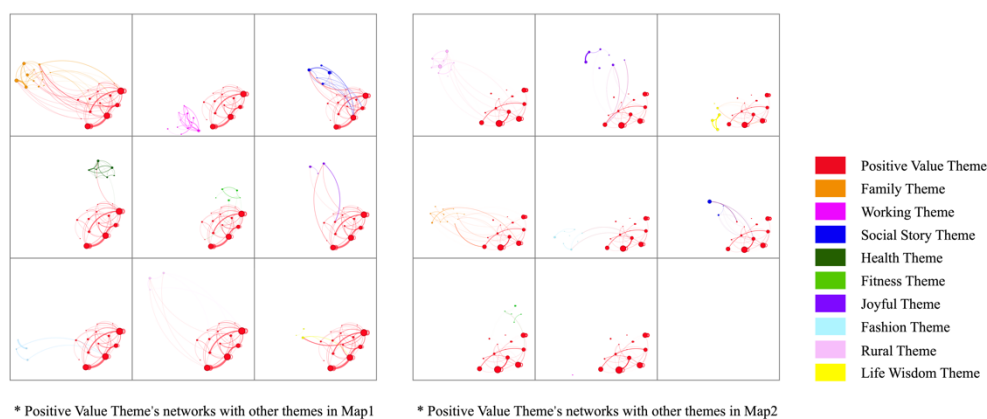 Positive Value Theme
Family Theme
Working Theme
Social Story Theme
Health Theme
Fitness Theme
Joyful Theme
Fashion Theme
Rural Theme
Life Wisdom Theme
* Positive Value Theme's networks with other themes in Map1
* Positive Value Theme's networks with other themes in Map2